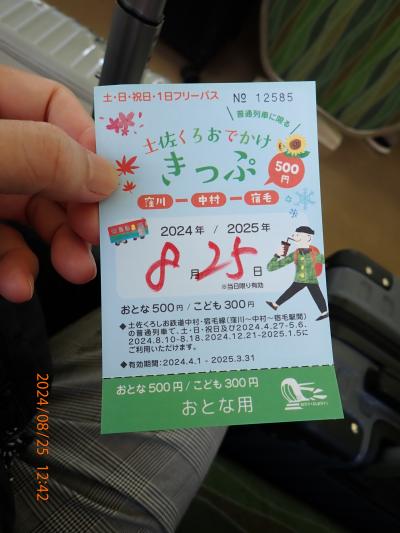 土・日・祝日・1日フリーパス
№ 12585
普通列車に限る
土佐くろおでかけ
きっぷ
500
円
窪川ー中村ー宿毛
2024年 / 2025年
8月25日
※当日限り有効
おとな500円/こども300円
◆土佐くろしお鉄道中村・宿毛線(窪川〜中村〜宿毛駅間)
の普通列車で、土・日・祝日及び2024.4.27-5.6、
2024.8.10-8.18、2024.12.21-2025.1.5に
ご利用いただけます。
◆有効期間:2024.4.1 - 2025.3.31
おとな500円/こども300円
おとな用
2024/08/25 12:42